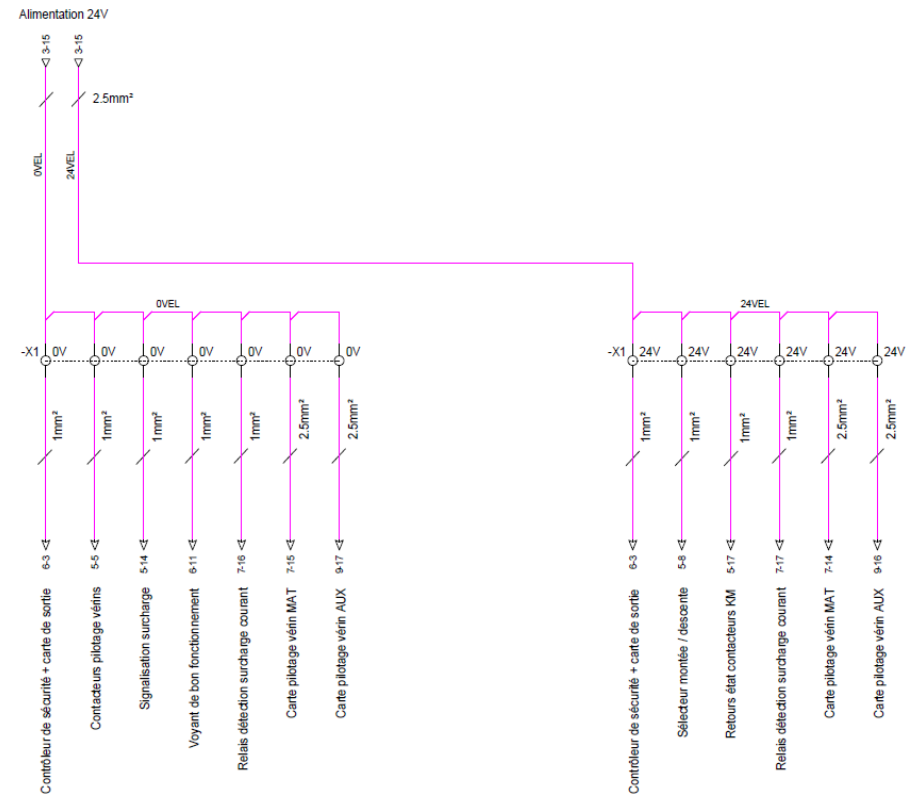 Alimentation 24V
3-15
3-15
2.5mm²
0VEL
24VEL
0VEL
24VEL
-X1 0V 0V 0V 0V 0V 0V 0V
-X1 24V 24V 24V 24V 24V 24V
1mm²
1mm²
1mm²
1mm²
1mm²
2.5mm²
2.5mm²
1mm²
1mm²
1mm²
1mm²
2.5mm²
2.5mm²
6-3
5-5
5-14
6-11
7-16
7-15
9-17
6-3
5-8
5-17
7-17
7-14
9-16
Contrôleur de sécurité + carte de sortie
Contacteurs pilotage vérins
Signalisation surcharge
Voyant de bon fonctionnement
Relais détection surcharge courant
Carte pilotage vérin MAT
Carte pilotage vérin AUX
Contrôleur de sécurité + carte de sortie
Sélecteur montée / descente
Retours état contacteurs KM
Relais détection surcharge courant
Carte pilotage vérin MAT
Carte pilotage vérin AUX